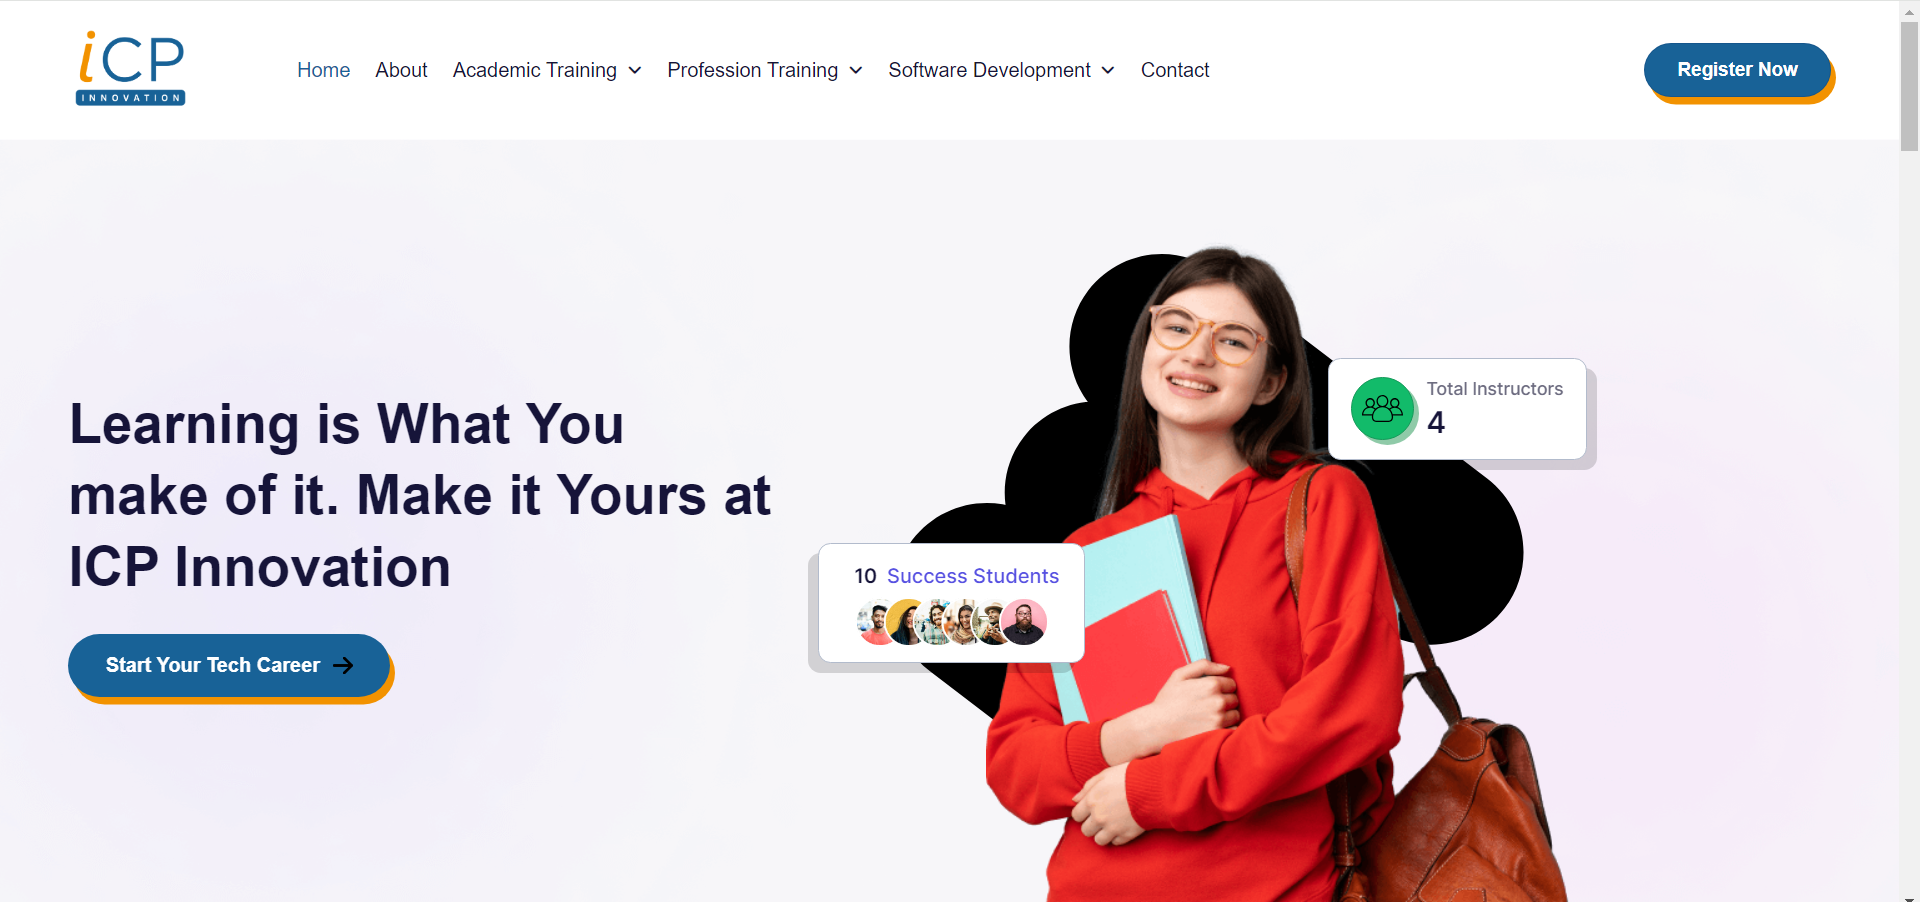 iCP
INNOVATION
Home About Academic Training Profession Training Software Development Contact
Register Now
Learning is What You
make of it. Make it Yours at
ICP Innovation
Start Your Tech Career
Total Instructors
4
10 Success Students